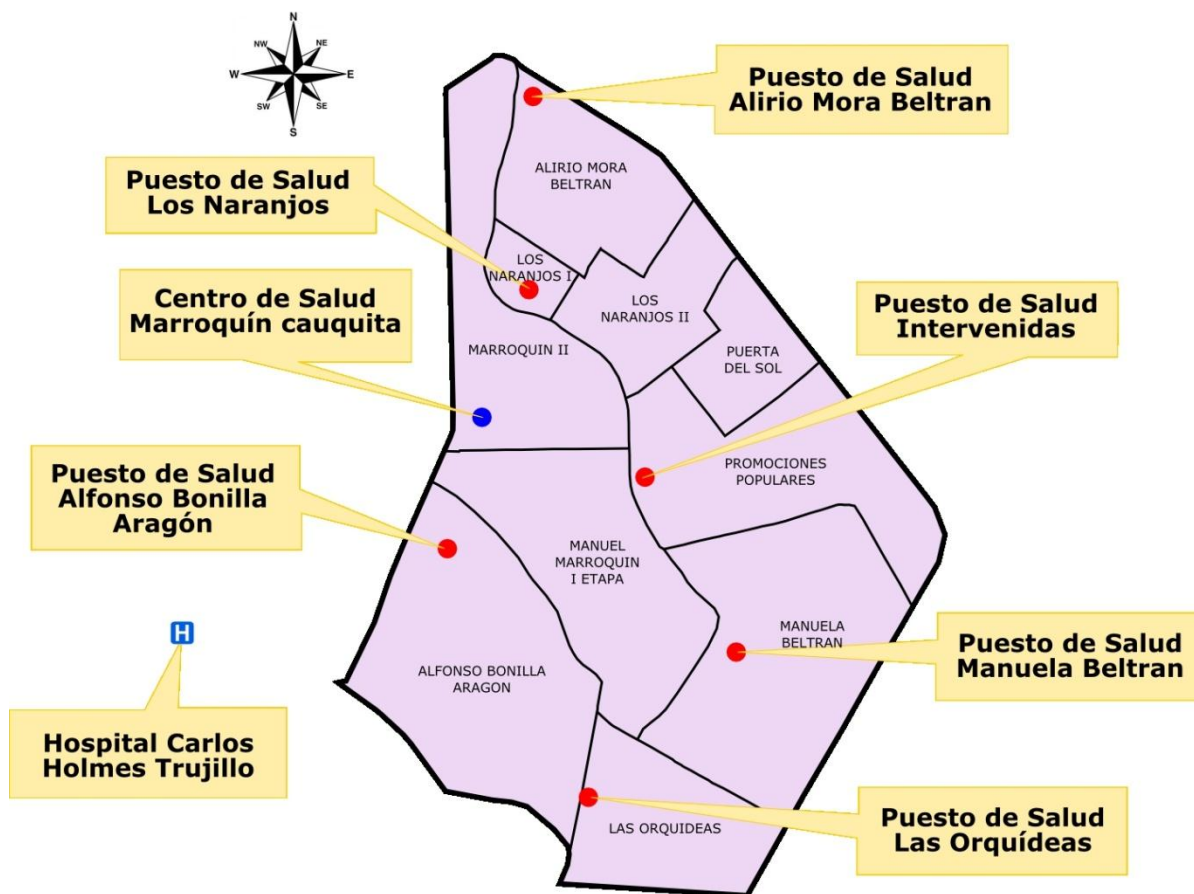 N
NW
NE
W
E
SW
SE
S
Puesto de Salud
Alirio Mora Beltran
ALIRIO MORA
BELTRAN
Puesto de Salud
Los Naranjos
LOS
NARANJOS I
Centro de Salud
Marroquín cauquita
LOS
NARANJOS II
Puesto de Salud
Intervenidas
MARROQUIN II
PUERTA
DEL SOL
Puesto de Salud
Alfonso Bonilla
Aragón
PROMOCIONES
POPULARES
MANUEL
MARROQUIN
I ETAPA
H
MANUELA
BELTRAN
Puesto de Salud
Manuela Beltran
ALFONSO BONILLA
ARAGON
Hospital Carlos
Holmes Trujillo
LAS ORQUIDEAS
Puesto de Salud
Las Orquídeas